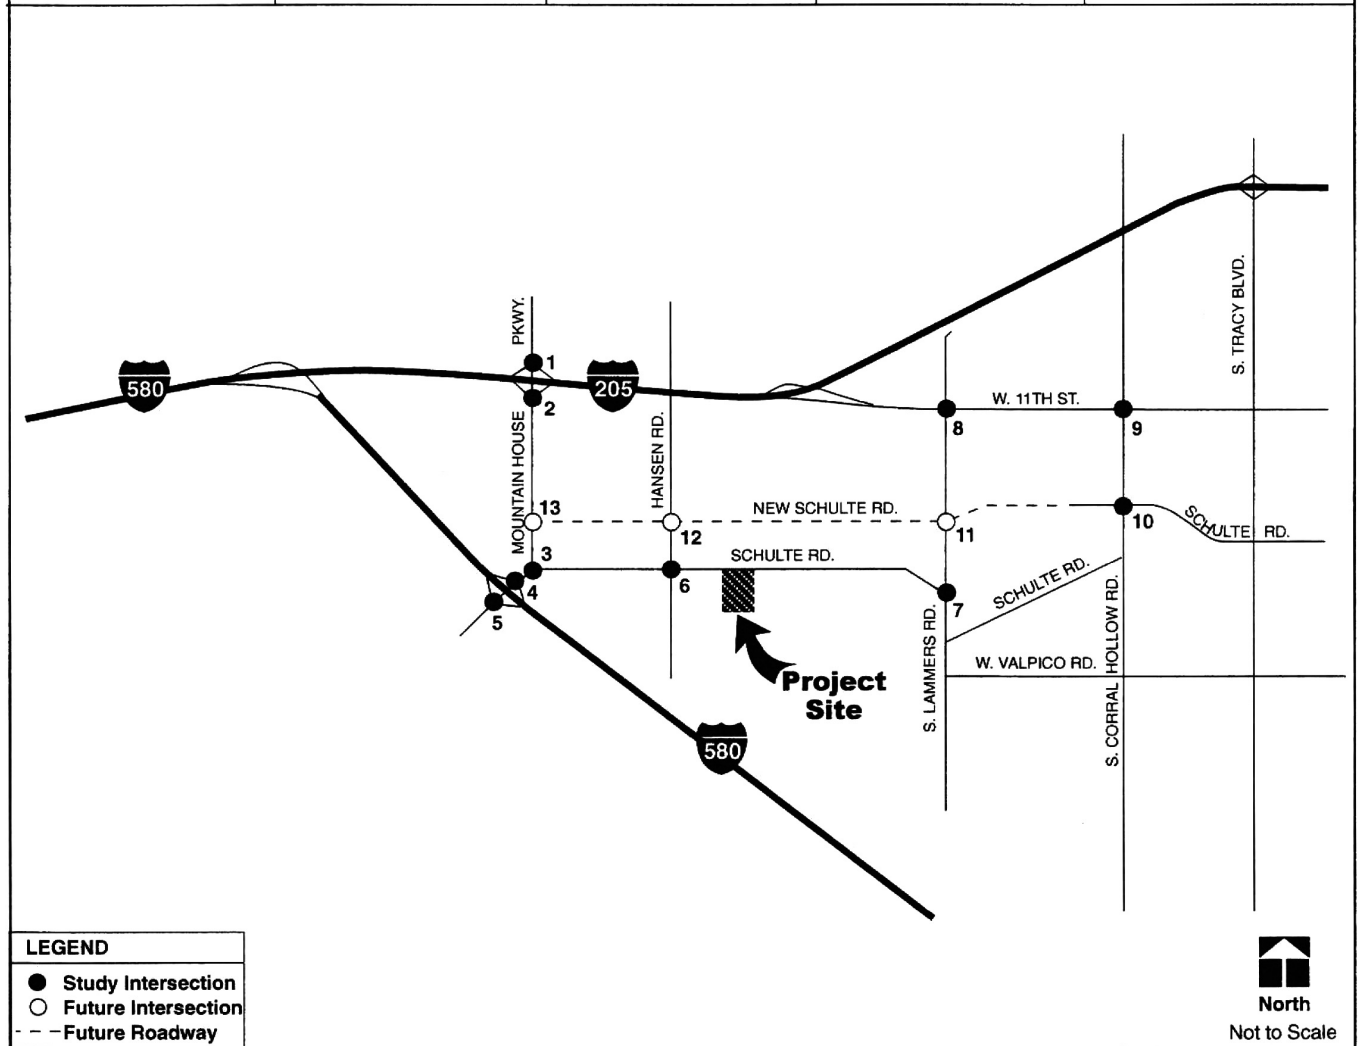 S. TRACY BLVD.
PKWY.
1
580
205
2
W. 11TH ST.
8
9
HANSEN RD.
MOUNTAIN HOUSE
13
NEW SCHULTE RD.
12
11
10
SCHULTE RD.
3
SCHULTE RD.
4
6
5
7
SCHULTE RD.
S. LAMMERS RD.
W. VALPICO RD.
S. CORRAL HOLLOW RD.
Project
Site
580
LEGEND
Study Intersection
Future Intersection
Future Roadway
North
Not to Scale